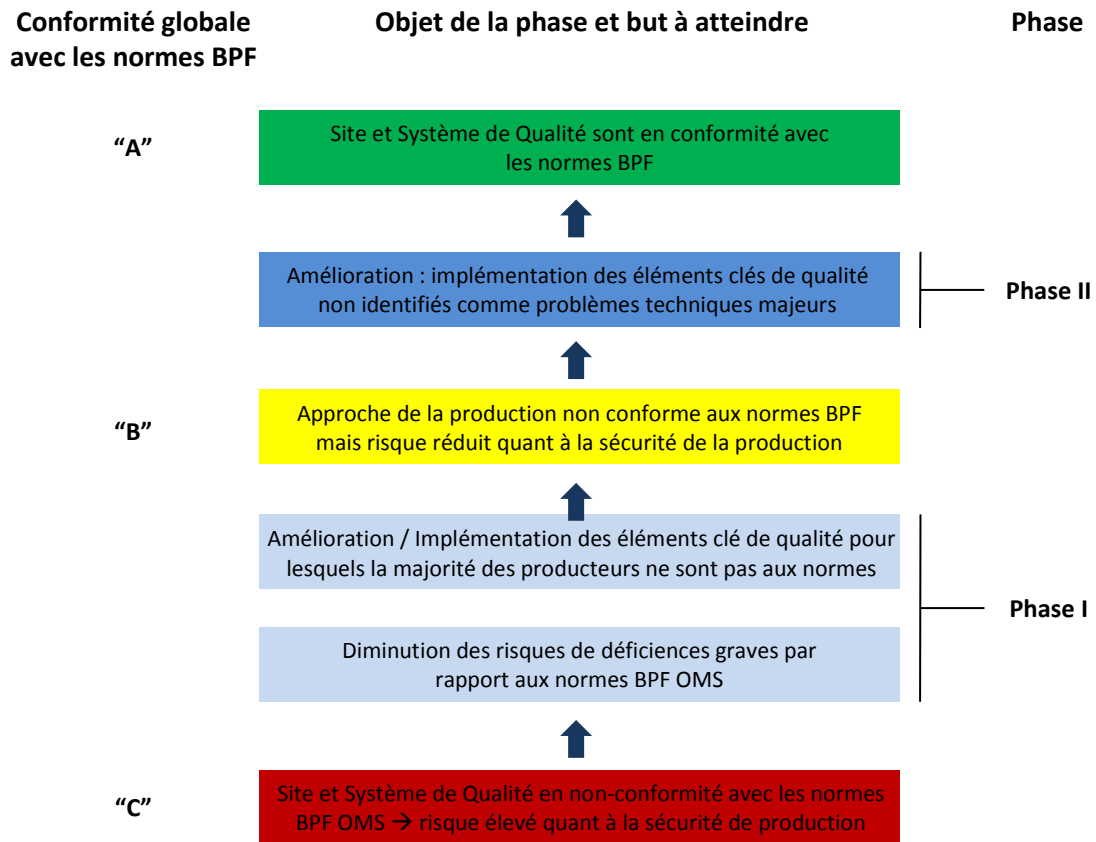 Conformité globale
avec les normes BPF
Objet de la phase et but à atteindre
Phase
“A”
Site et Système de Qualité sont en conformité avec
les normes BPF
Amélioration : implémentation des éléments clés de qualité
non identifiés comme problèmes techniques majeurs
Phase II
“B”
Approche de la production non conforme aux normes BPF
mais risque réduit quant à la sécurité de la production
Amélioration / Implémentation des éléments clé de qualité pour
lesquels la majorité des producteurs ne sont pas aux normes
Phase I
Diminution des risques de déficiences graves par
rapport aux normes BPF OMS
“C”
Site et Système de Qualité en non-conformité avec les normes
BPF OMS → risque élevé quant à la sécurité de production